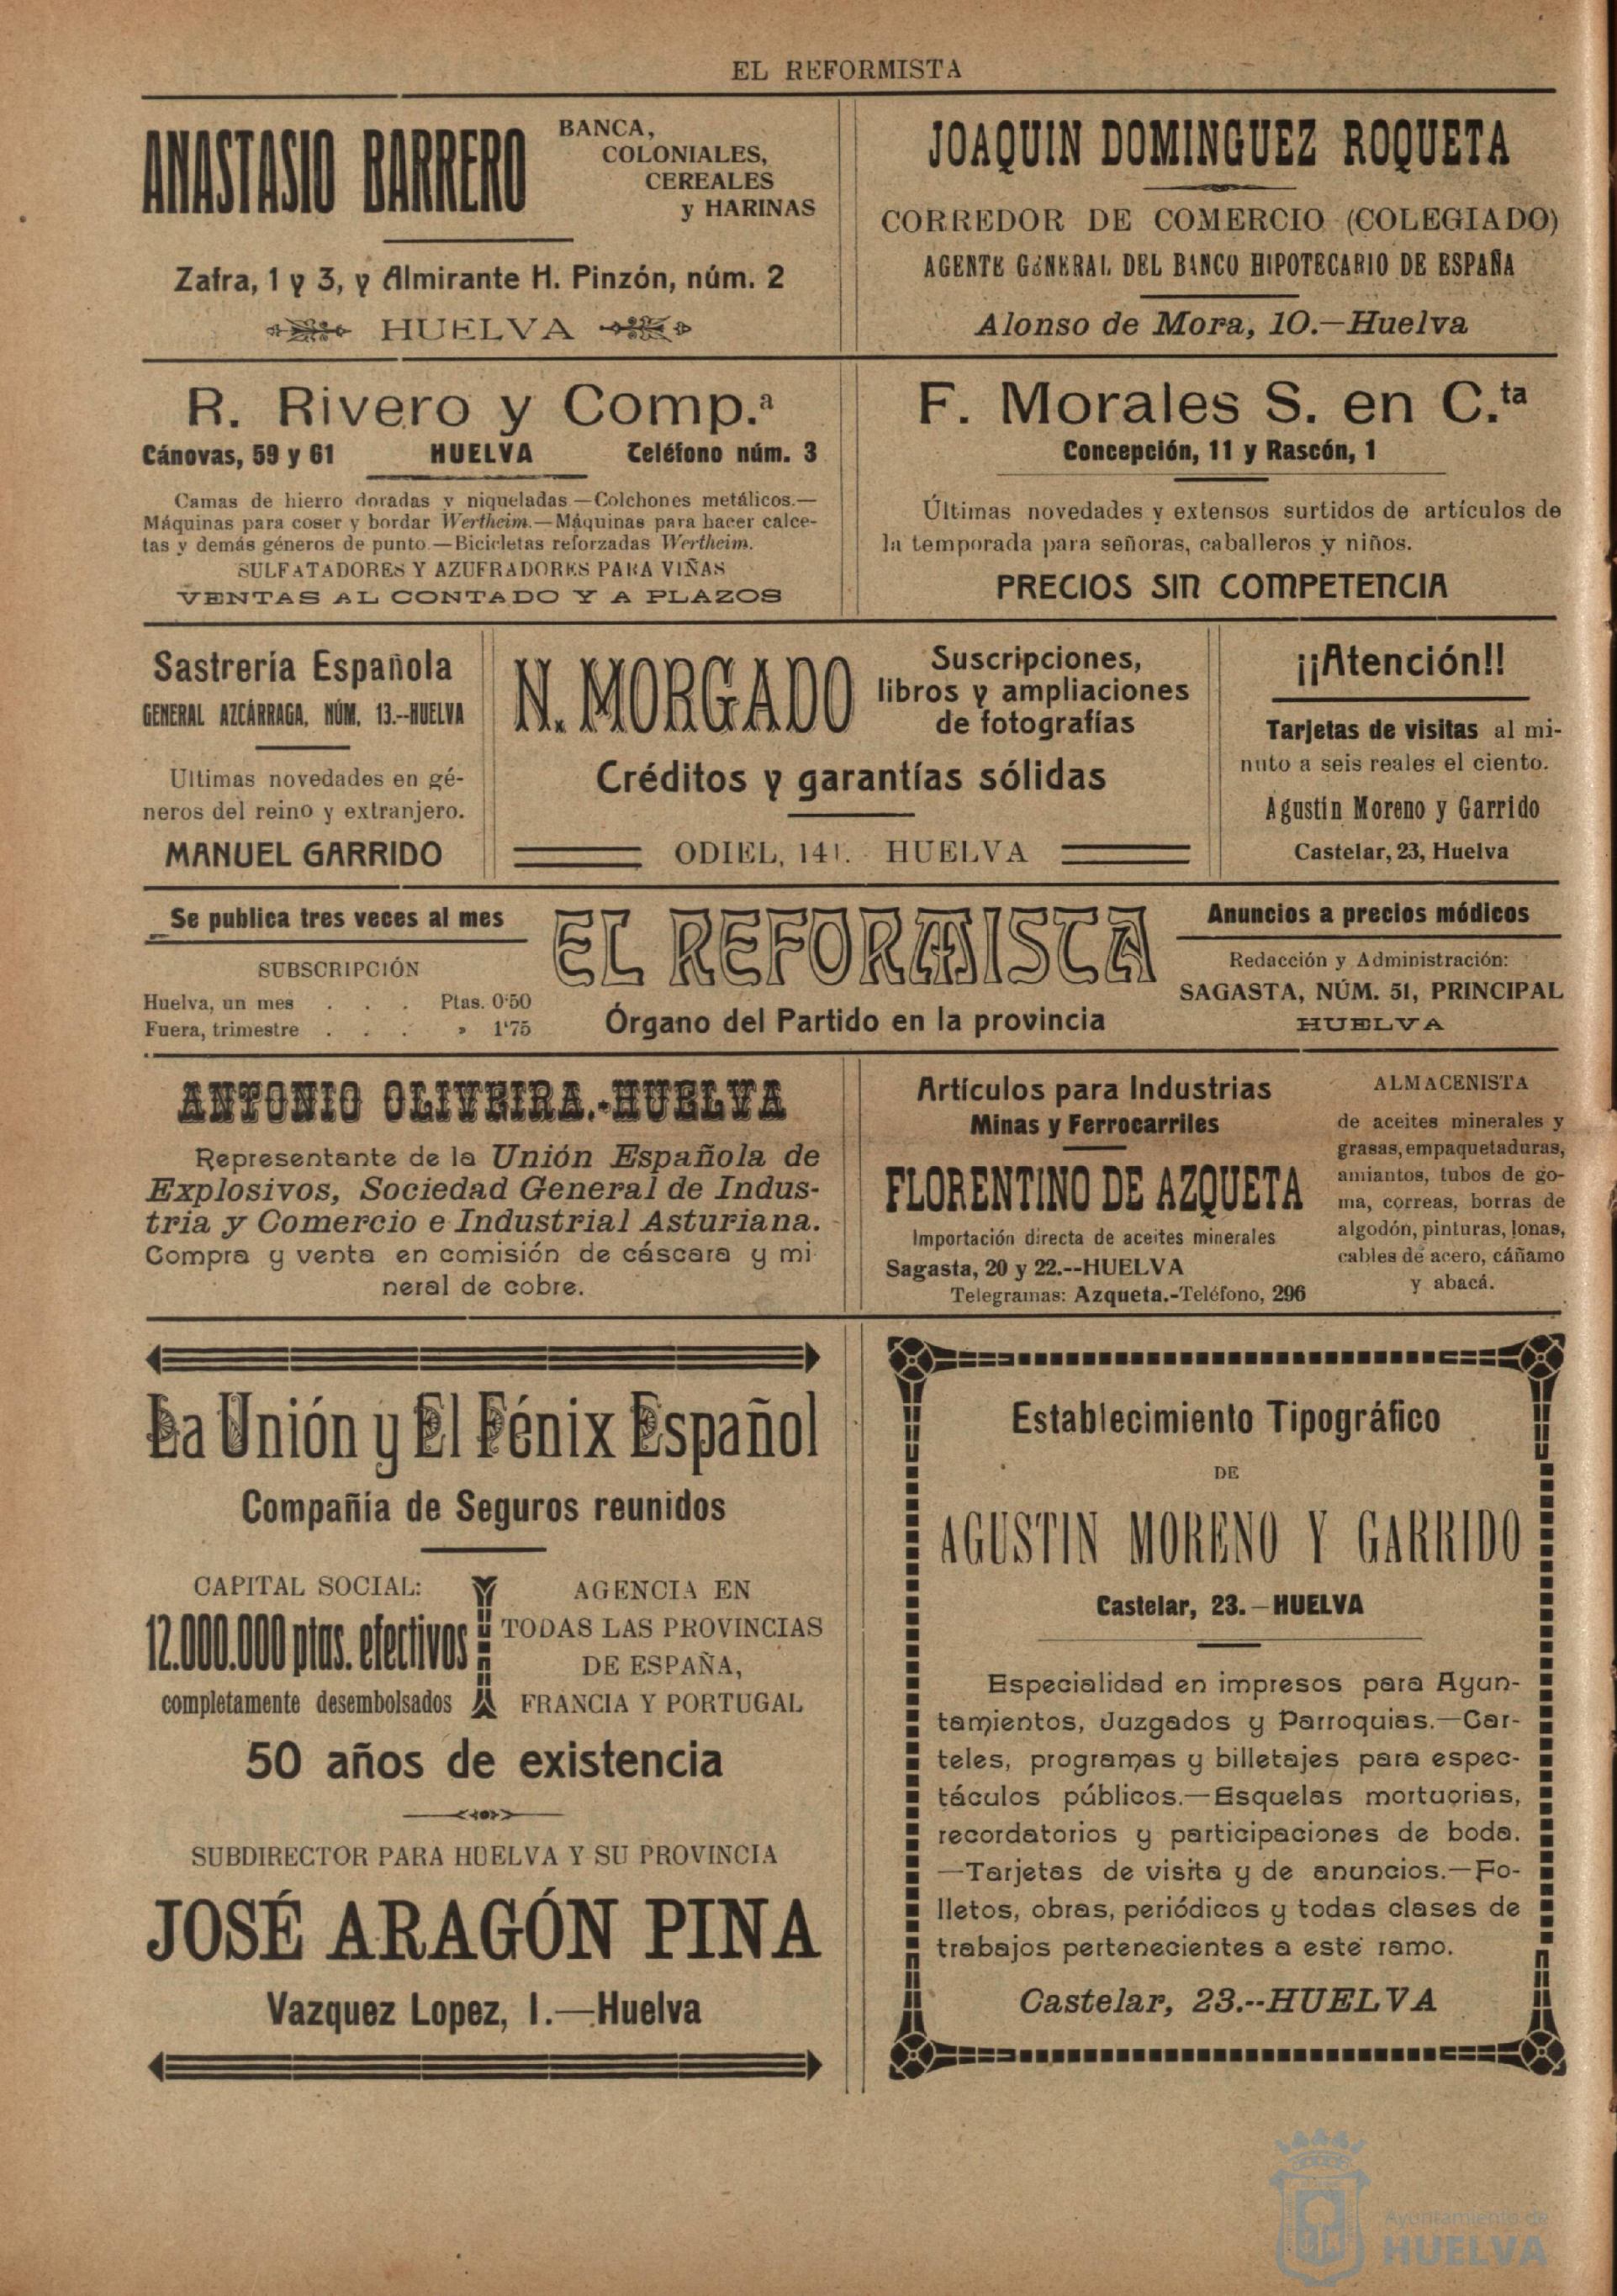 EL REFORMISTA
ANASTASIO BARRERO
BANCA,
COLONIALES,
CEREALES
y HARINAS
Zafra, 1 y 3, y Almirante H. Pinzón, núm. 2
HUELVA
JOAQUIN DOMINGUEZ ROQUETA
CORREDOR DE COMERCIO (COLEGIADO)
AGENTE GENERAL DEL BANCO HIPOTECARIO DE ESPAÑA
Alonso de Mora, 10.—Huelva
R. Rivero y Comp.ª
Cánovas, 59 y 61 HUELVA Teléfono núm. 3
Camas de hierro doradas y niqueladas.—Colchones metálicos.—
Máquinas para coser y bordar Wertheim.—Máquinas para hacer calce-
tas y demás géneros de punto.—Bicicletas reforzadas Wertheim.
SULFATADORES Y AZUFRADORES PARA VIÑAS
VENTAS AL CONTADO Y A PLAZOS
F. Morales S. en C.ta
Concepción, 11 y Rascón, 1
Últimas novedades y extensos surtidos de artículos de
la temporada para señoras, caballeros y niños.
PRECIOS SIN COMPETENCIA
Sastrería Española
GENERAL AZCÁRRAGA, NÚM. 13.--HUELVA
Ultimas novedades en gé-
neros del reino y extranjero.
MANUEL GARRIDO
N. MORGADO
Suscripciones,
libros y ampliaciones
de fotografías
Créditos y garantías sólidas
ODIEL, 141. - HUELVA
¡¡Atención!!
Tarjetas de visitas al mi-
nuto a seis reales el ciento.
Agustín Moreno y Garrido
Castelar, 23, Huelva
Se publica tres veces al mes
SUBSCRIPCIÓN
Huelva, un mes . . . Ptas. 0'50
Fuera, trimestre . . . » 1'75
EL REFORMISTA
Órgano del Partido en la provincia
Anuncios a precios módicos
Redacción y Administración:
SAGASTA, NÚM. 51, PRINCIPAL
HUELVA
ANTONIO OLIVEIRA.-HUELVA
Representante de la Unión Española de
Explosivos, Sociedad General de Indus-
tria y Comercio e Industrial Asturiana.
Compra y venta en comisión de cáscara y mi
neral de cobre.
Artículos para Industrias
Minas y Ferrocarriles
FLORENTINO DE AZQUETA
Importación directa de aceites minerales
Sagasta, 20 y 22.--HUELVA
Telegramas: Azqueta.-Teléfono, 296
ALMACENISTA
de aceites minerales y
grasas, empaquetaduras,
amiantos, tubos de go-
ma, correas, borras de
algodón, pinturas, lonas,
cables de acero, cáñamo
y abacá.
La Unión y El Fénix Español
Compañía de Seguros reunidos
CAPITAL SOCIAL:
12.000.000 ptas. efectivos
completamente desembolsados
AGENCIA EN
TODAS LAS PROVINCIAS
DE ESPAÑA,
FRANCIA Y PORTUGAL
50 años de existencia
SUBDIRECTOR PARA HUELVA Y SU PROVINCIA
JOSÉ ARAGÓN PINA
Vazquez Lopez, 1.—Huelva
Establecimiento Tipográfico
DE
AGUSTIN MORENO Y GARRIDO
Castelar, 23.—HUELVA
Especialidad en impresos para Ayun-
tamientos, Juzgados y Parroquias.—Car-
teles, programas y billetajes para espec-
táculos públicos.—Esquelas mortuorias,
recordatorios y participaciones de boda.
—Tarjetas de visita y de anuncios.—Fo-
lletos, obras, periódicos y todas clases de
trabajos pertenecientes a este ramo.
Castelar, 23.--HUELVA
Ayuntamiento de
HUELVA